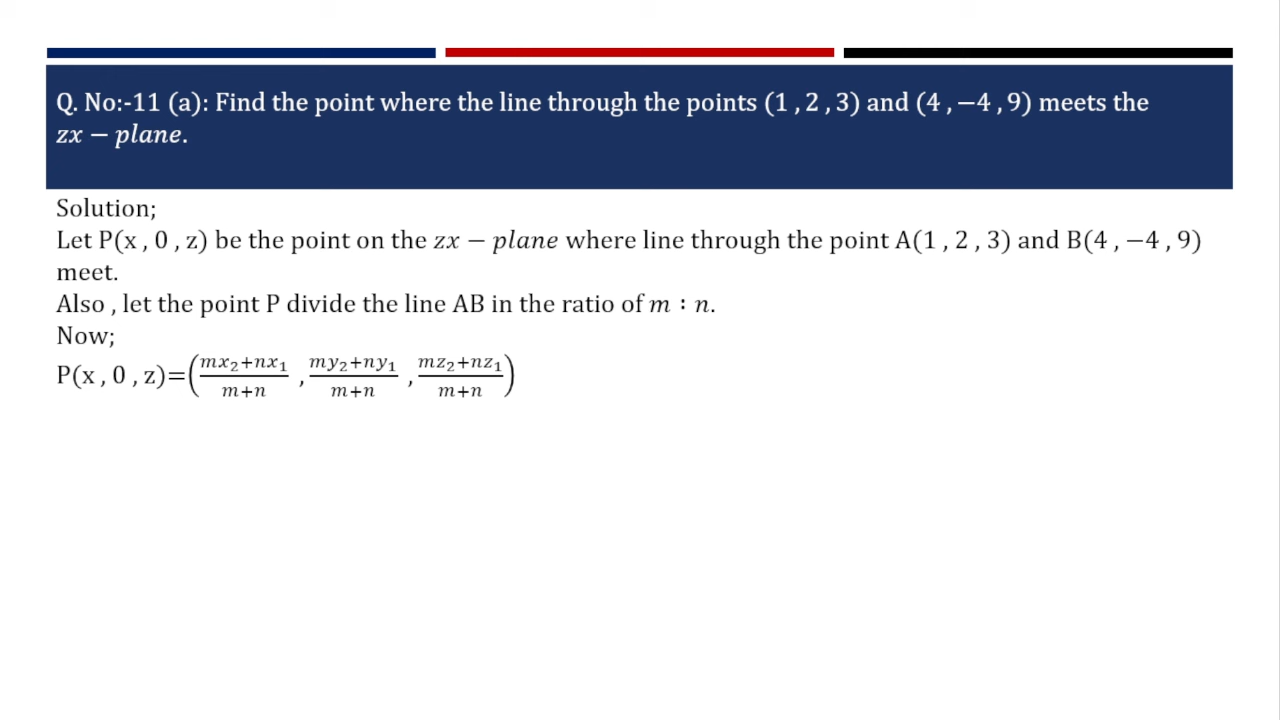 Q. No:-11 (a): Find the point where the line through the points (1 , 2 , 3) and (4 , −4 , 9) meets the
zx − plane.
Solution;
Let P(x , 0 , z) be the point on the zx − plane where line through the point A(1 , 2 , 3) and B(4 , −4 , 9)
meet.
Also , let the point P divide the line AB in the ratio of m : n.
Now;
P(x , 0 , z)=(\frac{mx₂+nx₁}{m+n} , \frac{my₂+ny₁}{m+n} , \frac{mz₂+nz₁}{m+n})